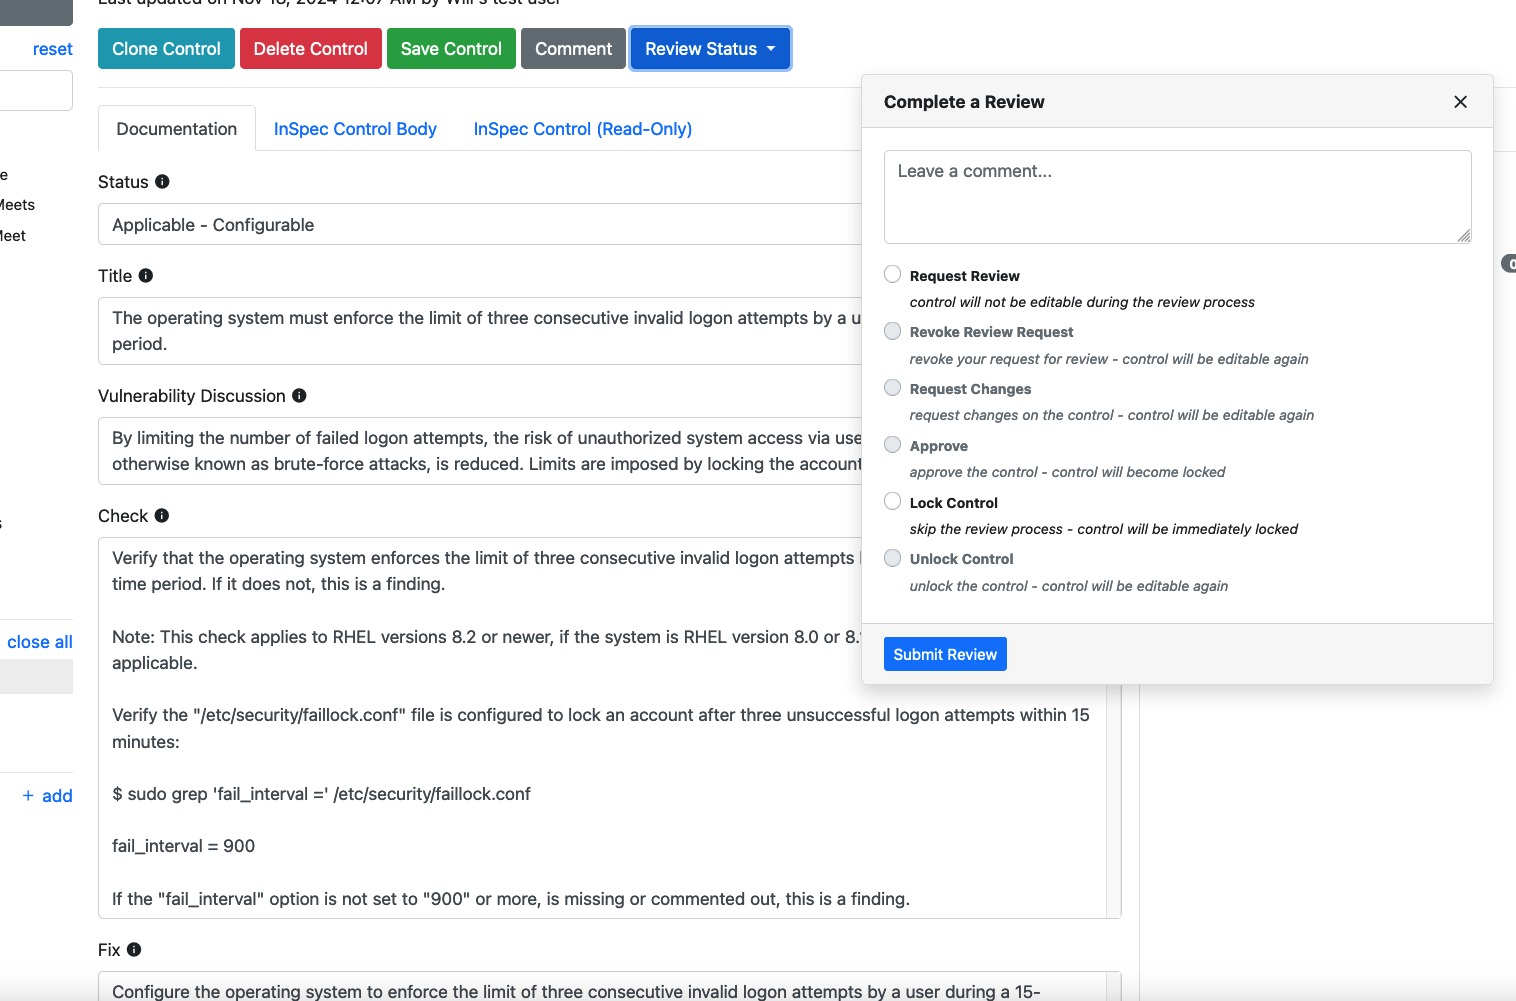 Last updated on Nov 18, 2024 12:07 AM by Will's test user
reset
Clone Control
Delete Control
Save Control
Comment
Review Status
Complete a Review
Documentation
InSpec Control Body
InSpec Control (Read-Only)
Leave a comment...
Status
Applicable - Configurable
Title
The operating system must enforce the limit of three consecutive invalid logon attempts by a u
period.
Vulnerability Discussion
By limiting the number of failed logon attempts, the risk of unauthorized system access via use
otherwise known as brute-force attacks, is reduced. Limits are imposed by locking the account
Check
Verify that the operating system enforces the limit of three consecutive invalid logon attempts
time period. If it does not, this is a finding.
Note: This check applies to RHEL versions 8.2 or newer, if the system is RHEL version 8.0 or 8.
applicable.
Verify the "/etc/security/faillock.conf" file is configured to lock an account after three unsuccessful logon attempts within 15
minutes:
$ sudo grep 'fail_interval =' /etc/security/faillock.conf
fail_interval = 900
If the "fail_interval" option is not set to "900" or more, is missing or commented out, this is a finding.
Fix
Configure the operating system to enforce the limit of three consecutive invalid logon attempts by a user during a 15-
Request Review
control will not be editable during the review process
Revoke Review Request
revoke your request for review - control will be editable again
Request Changes
request changes on the control - control will be editable again
Approve
approve the control - control will become locked
Lock Control
skip the review process - control will be immediately locked
Unlock Control
unlock the control - control will be editable again
Submit Review
e
Meets
Meet
s
close all
+ add